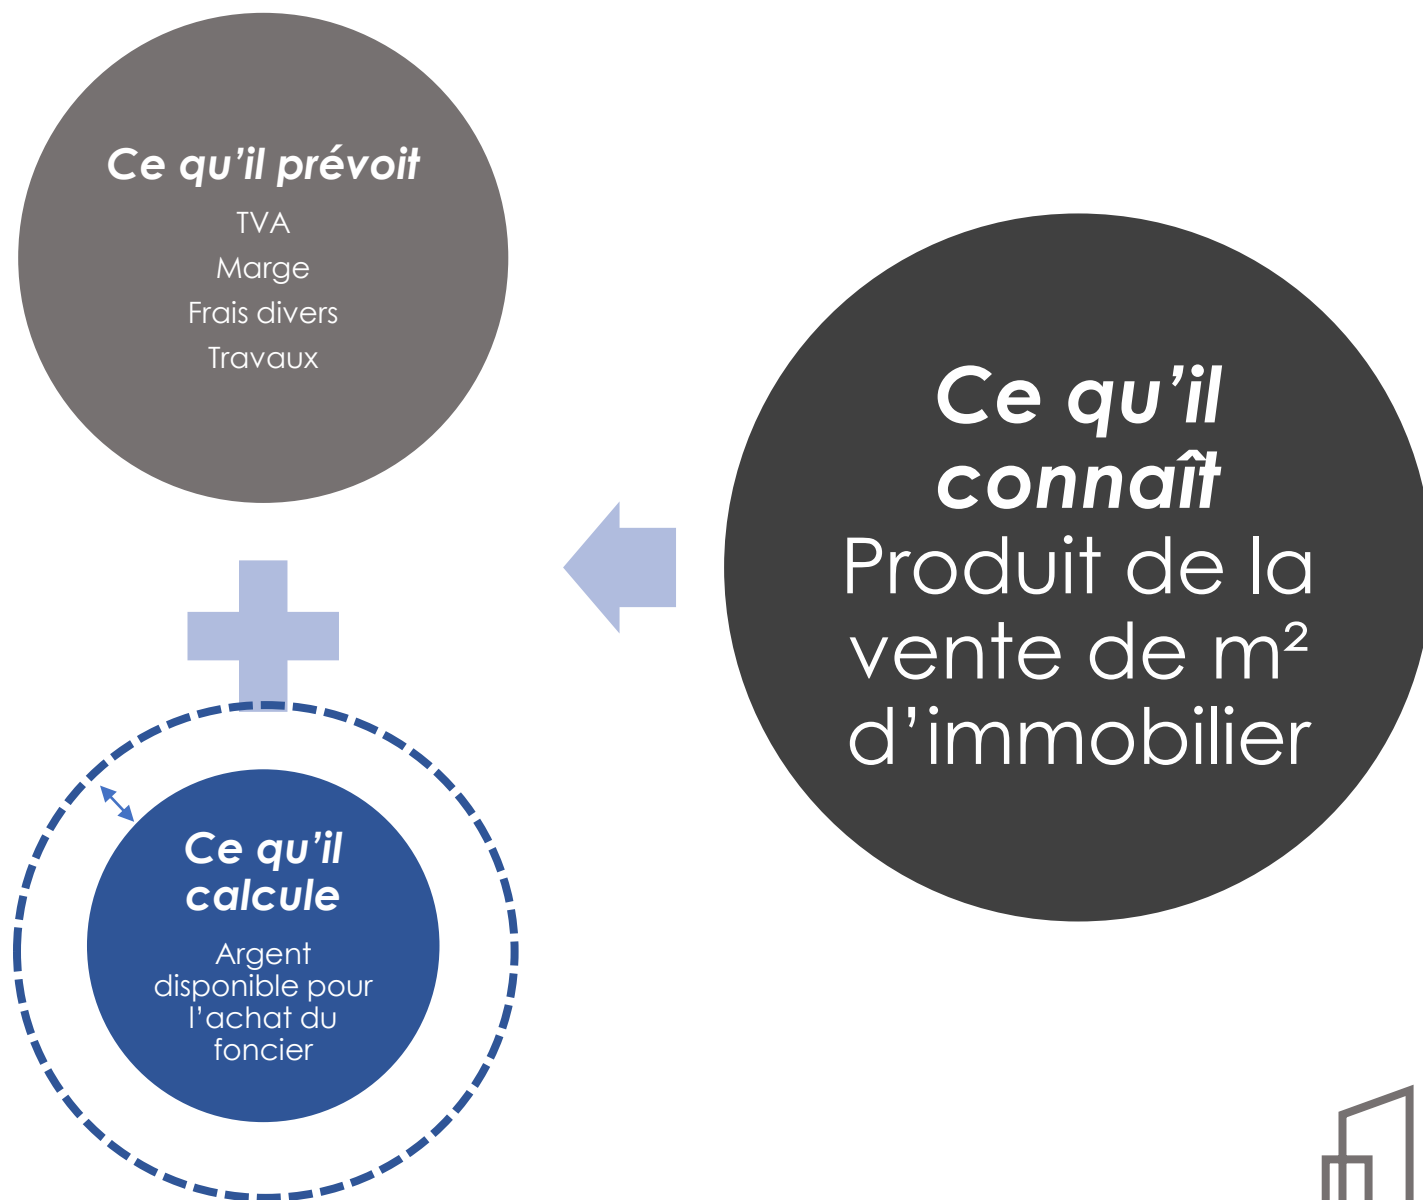 Ce qu’il prévoit
TVA
Marge
Frais divers
Travaux
Ce qu’il
calcule
Argent
disponible pour
l’achat du
foncier
Ce qu’il
connaît
Produit de la
vente de m²
d’immobilier